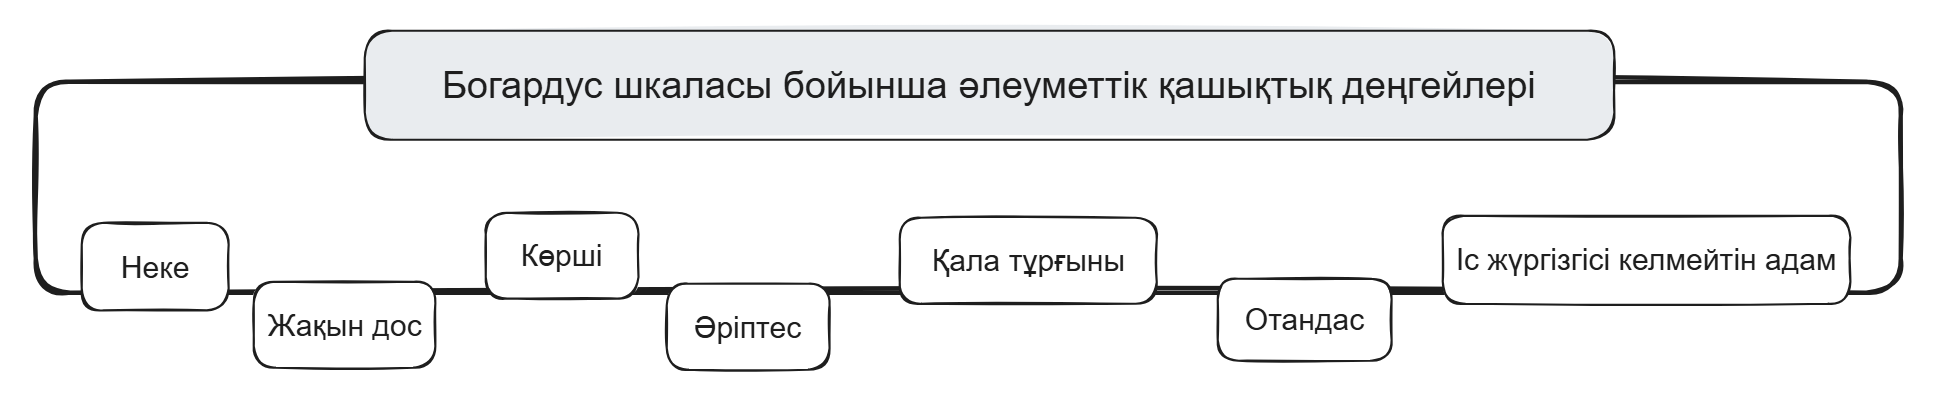 Богардус шкаласы бойынша әлеуметтік қашықтық деңгейлері
Неке
Жақын дос
Көрші
Әріптес
Қала тұрғыны
Отандас
Іс жүргізгісі келмейтін адам